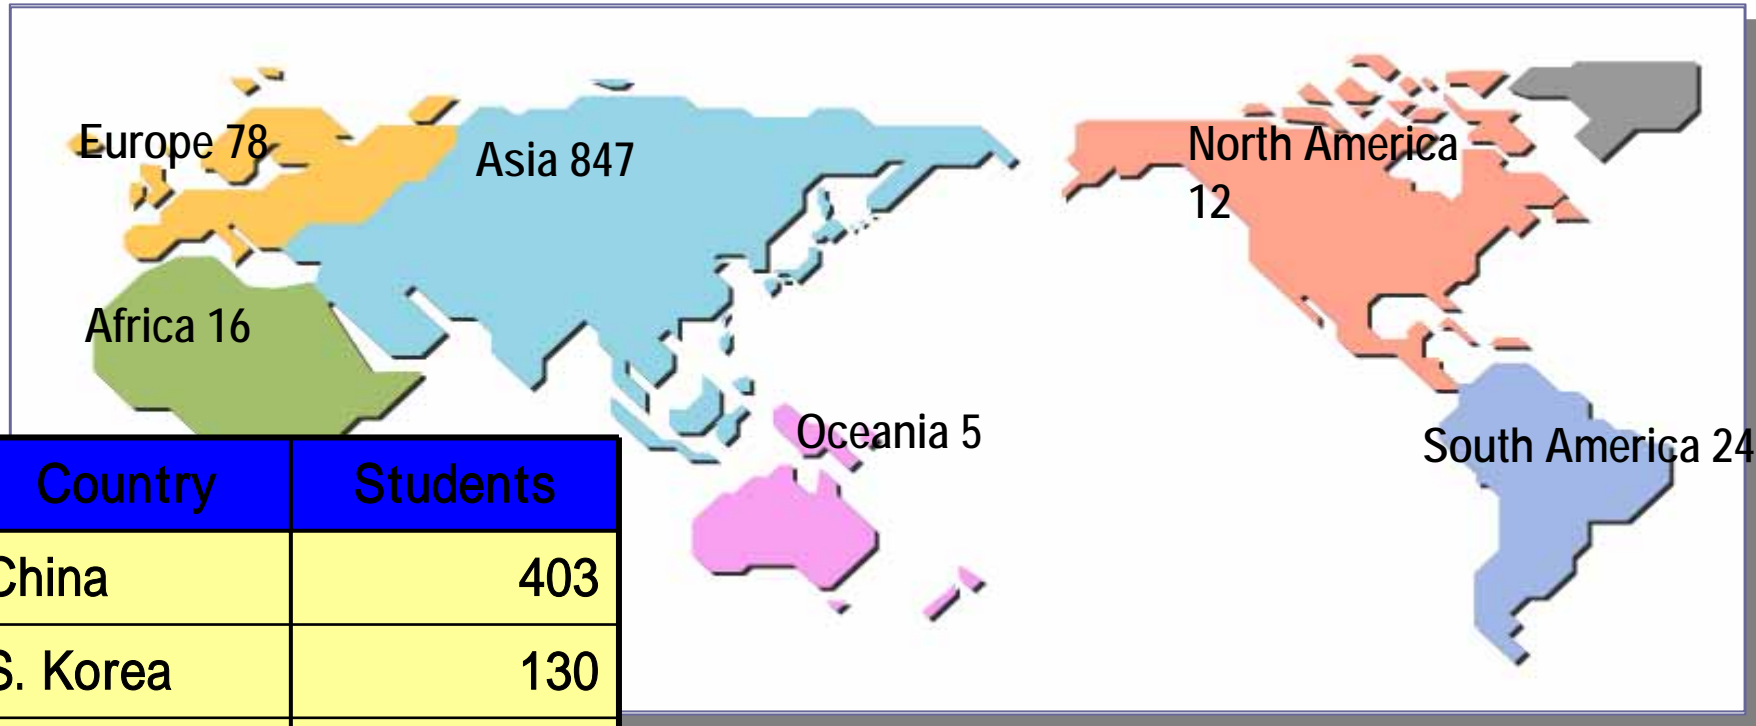 Europe 78
Asia 847
North America
12
Africa 16
Oceania 5
South America 24
Country Students
China 403
S. Korea 130